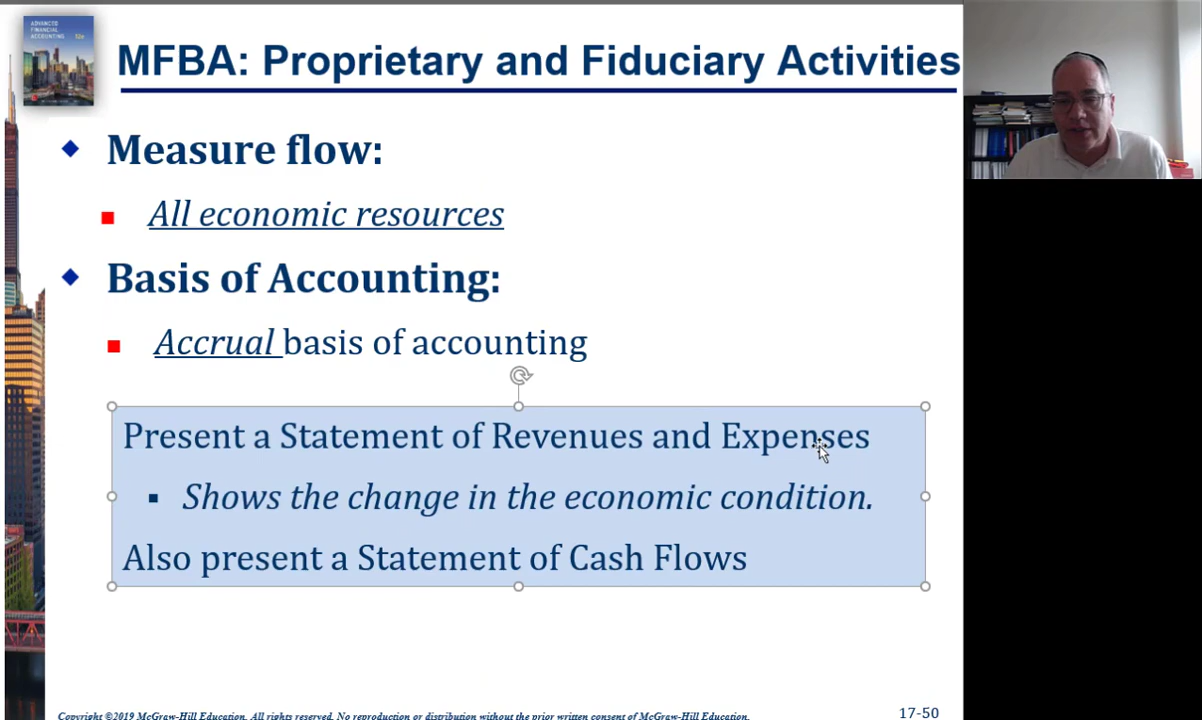 ADVANCED
FINANCIAL
ACCOUNTING 12e
MFBA: Proprietary and Fiduciary Activities
Measure flow:
All economic resources
Basis of Accounting:
Accrual basis of accounting
Present a Statement of Revenues and Expenses
Shows the change in the economic condition.
Also present a Statement of Cash Flows
Copyright ©2019 McGraw-Hill Education. All rights reserved. No reproduction or distribution without the prior written consent of McGraw-Hill Education.
17-50